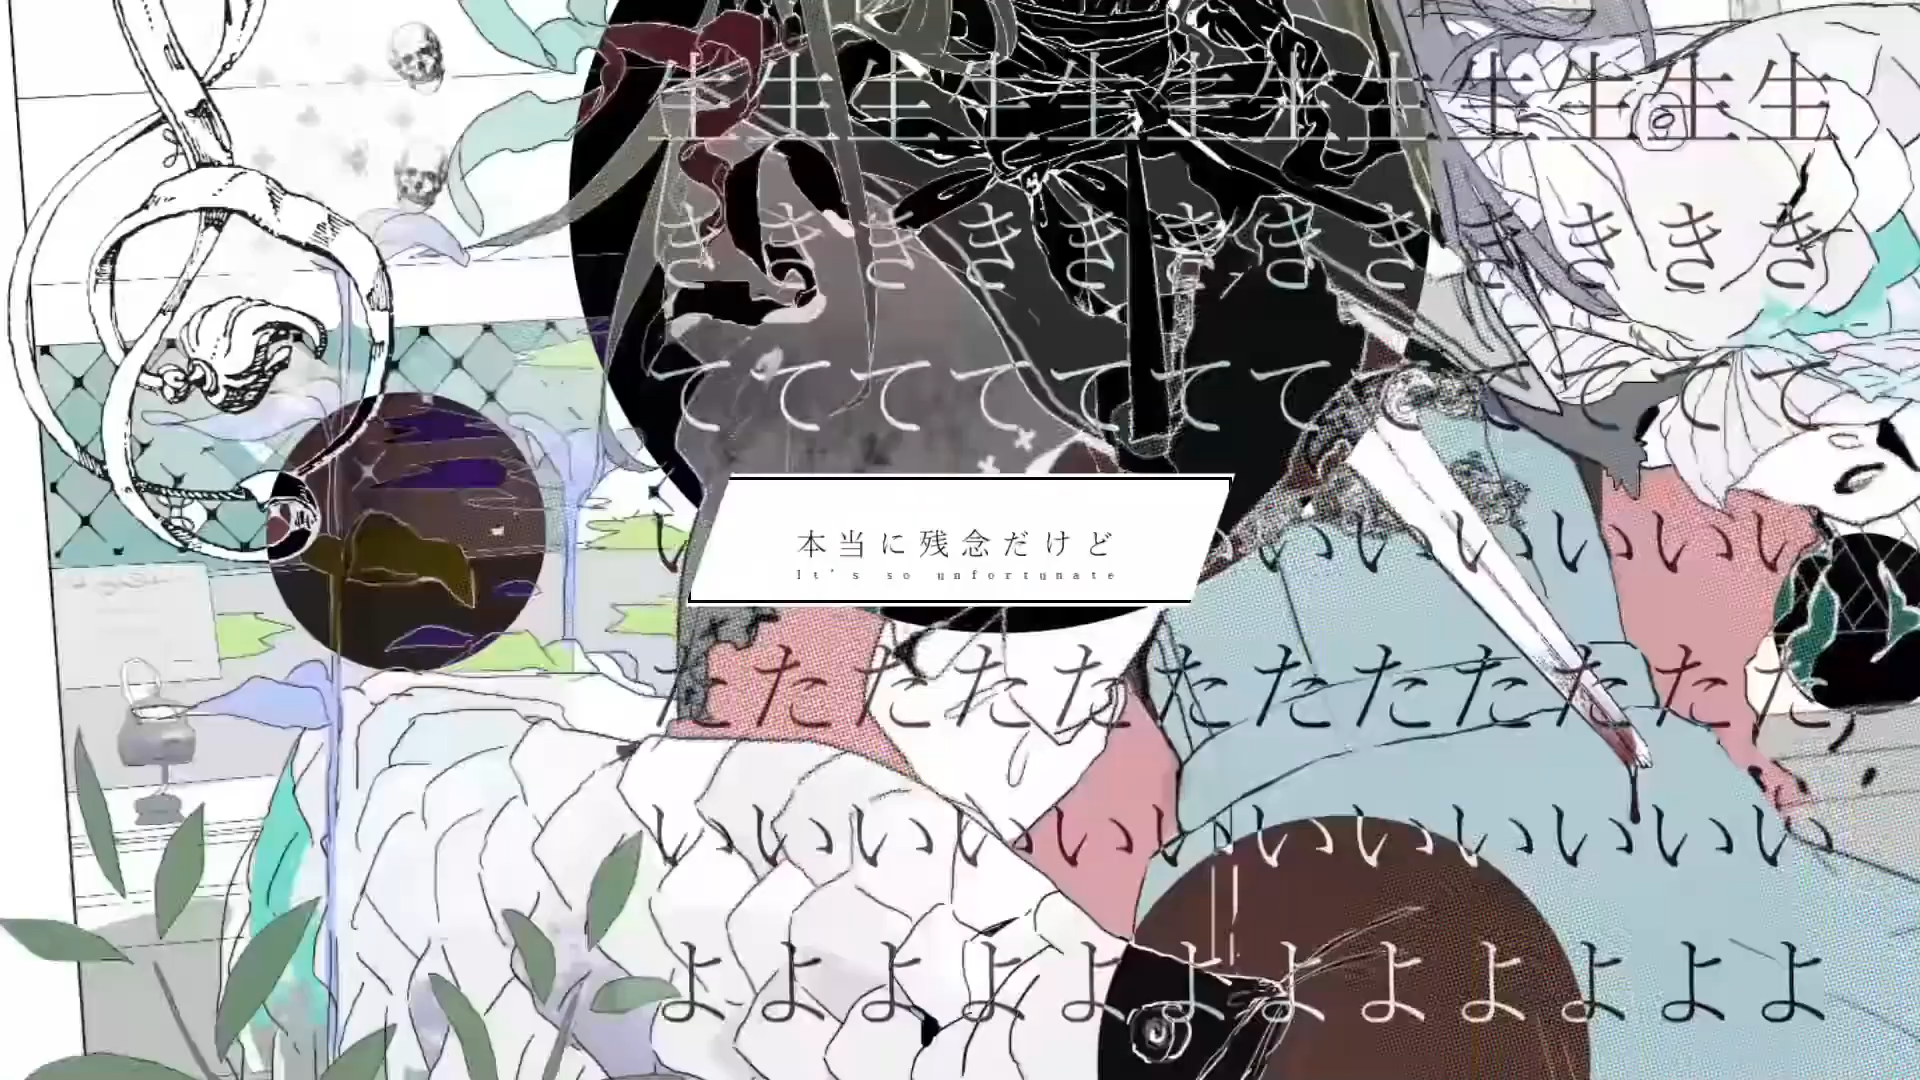 生生生生生生生生生生生生
きききききききききききき
てててててててててててて
い いいいいいいい
本当に残念だけど
It's so unfortunate
たたたたたたたたたたたた
いいいいいいいいいいいい
よよよよよよよよよよよよ